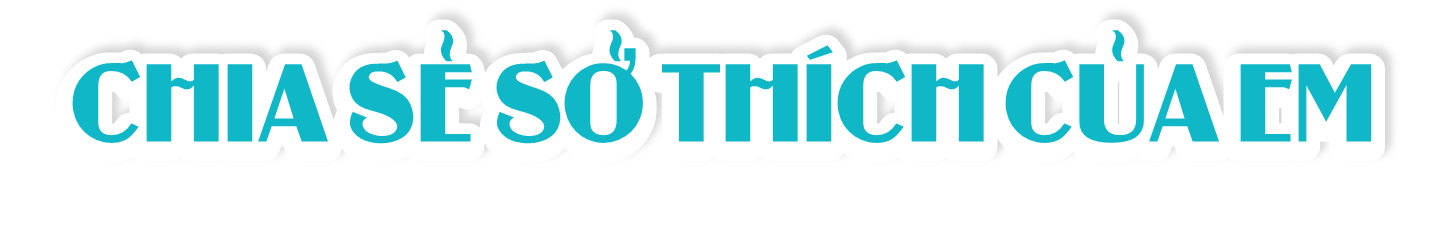 CHIA SẺ SỞ THÍCH CỦA EM